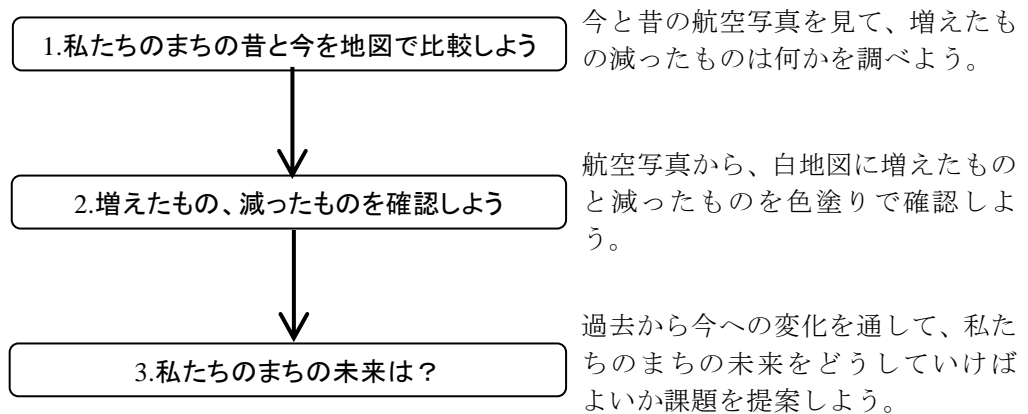 1.私たちのまちの昔と今を地図で比較しよう
今と昔の航空写真を見て、増えたも
の減ったものは何かを調べよう。
2.増えたもの、減ったものを確認しよう
航空写真から、白地図に増えたもの
と減ったものを色塗りで確認しよ
う。
3.私たちのまちの未来は？
過去から今への変化を通して、私た
ちのまちの未来をどうしていけば
よいか課題を提案しよう。